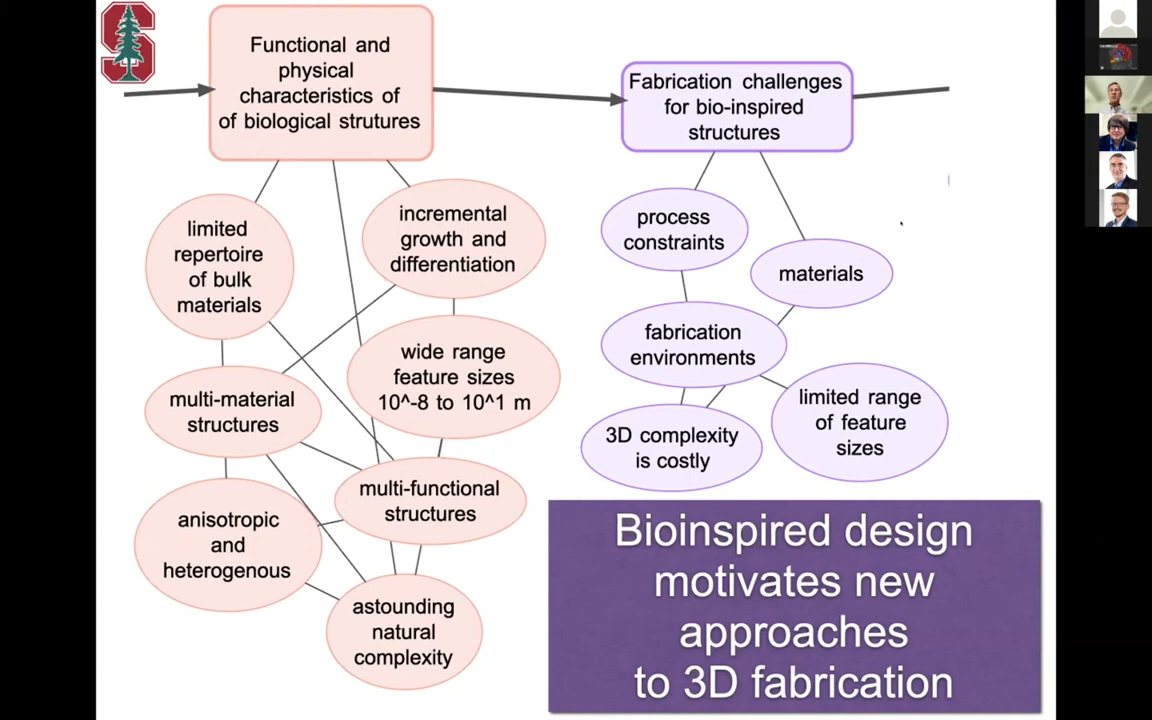 Functional and
physical
characteristics of
of biological strutures
Fabrication challenges
for bio-inspired
structures
limited
repertoire
of bulk
materials
incremental
growth and
differentiation
process
constraints
materials
wide range
feature sizes
10^-8 to 10^1 m
fabrication
environments
multi-material
structures
limited range
of feature
sizes
3D complexity
is costly
multi-functional
structures
anisotropic
and
heterogenous
astounding
natural
complexity
Bioinspired design
motivates new
approaches
to 3D fabrication